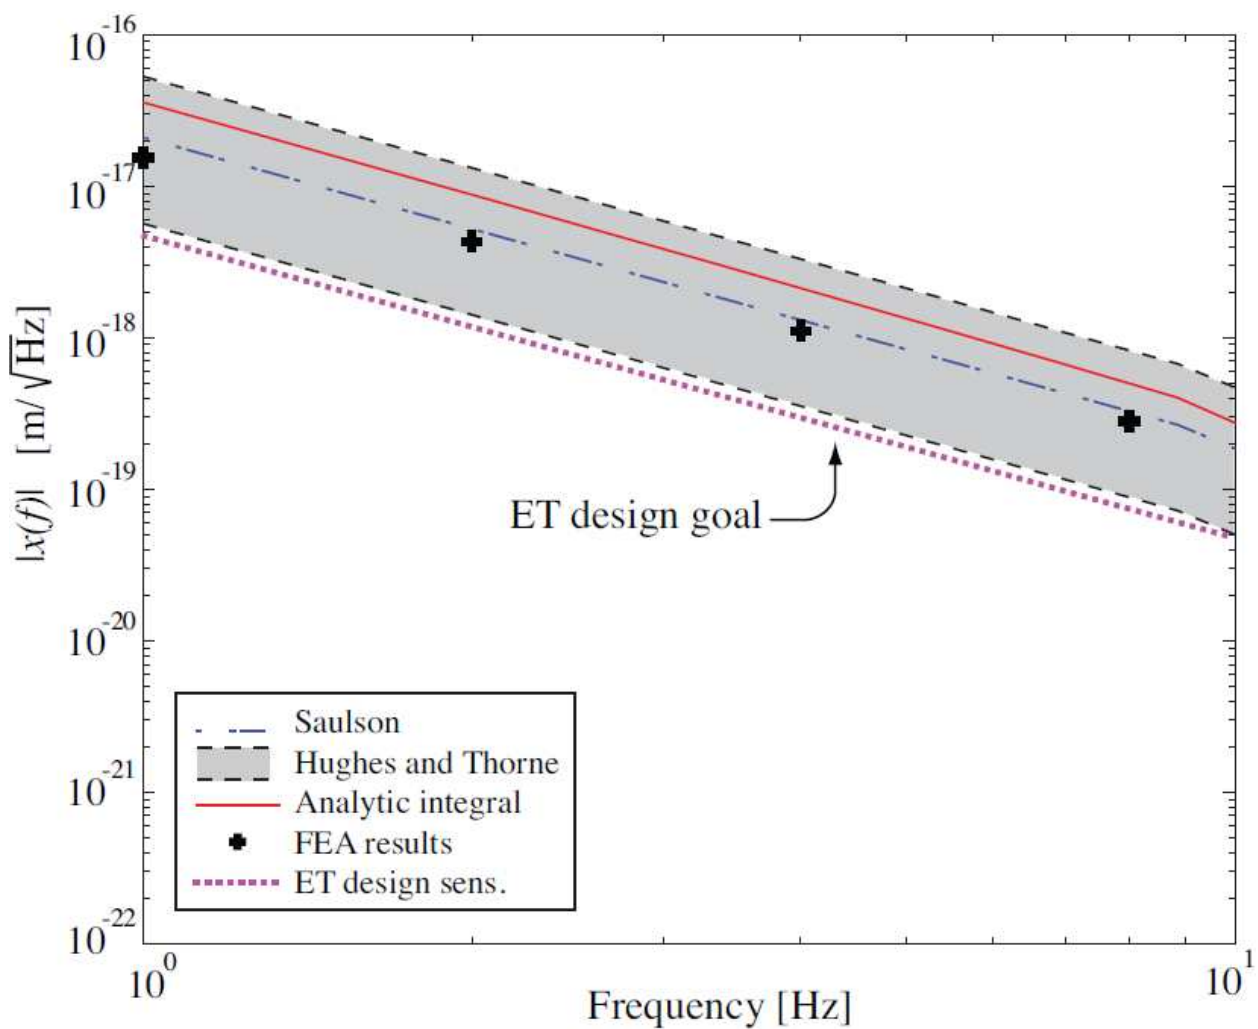 10^-16
10^-17
10^-18
10^-19
10^-20
10^-21
10^-22
|x(f)| [m/√Hz]
ET design goal
Saulson
Hughes and Thorne
Analytic integral
FEA results
ET design sens.
10^0
10^1
Frequency [Hz]